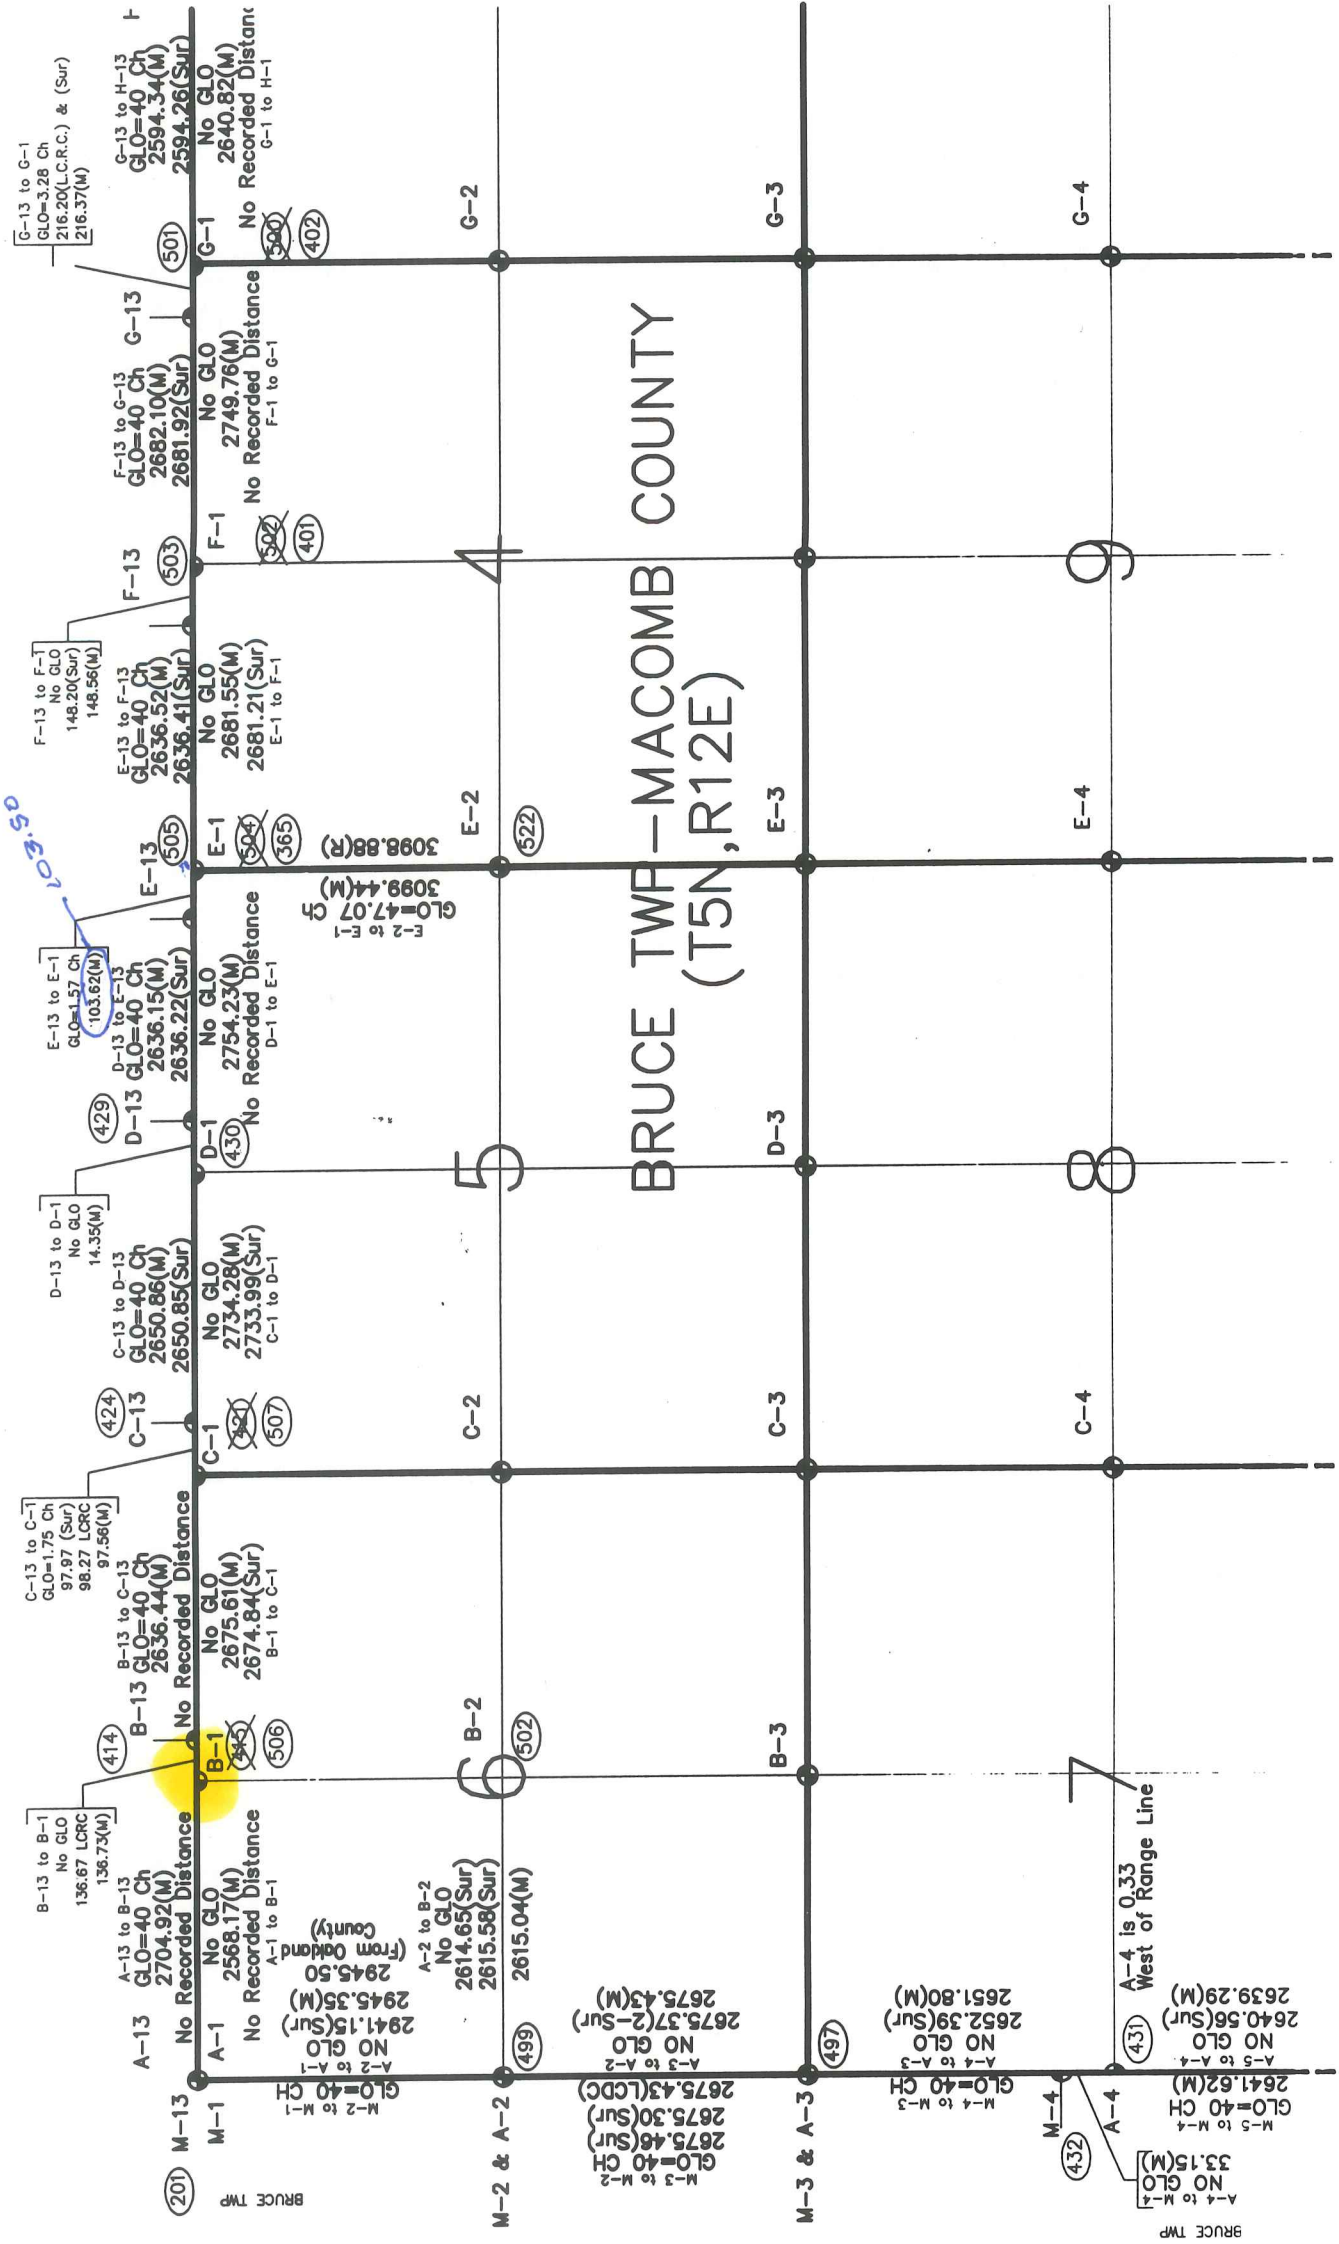 B-13 to B-1
No GLO
136.67 LCRC
136.73(M)
C-13 to C-1
GLO=1.75 Ch
97.97 (Sur)
98.27 LCRC
97.56(M)
D-13 to D-1
No GLO
14.35(M)
E-13 to E-1
GLO=1.57 Ch
103.62(M)
103.50
F-13 to F-1
No GLO
148.20(Sur)
148.56(M)
G-13 to G-1
GLO=3.28 Ch
216.20(L.C.R.C.) & (Sur)
216.37(M)
201
M-13
A-13
A-13 to B-13
GLO=40 Ch
2704.92(M)
No Recorded Distance
414
B-13
B-13 to C-13
GLO=40 Ch
2636.44(M)
No Recorded Distance
424
C-13
C-13 to D-13
GLO=40 Ch
2650.86(M)
2650.85(Sur)
429
D-13
D-13 to E-13
GLO=40 Ch
2636.15(M)
2636.22(Sur)
E-13
505
E-13 to F-13
GLO=40 Ch
2636.52(M)
2636.41(Sur)
F-13
503
F-13 to G-13
GLO=40 Ch
2682.10(M)
2681.92(Sur)
G-13
501
G-13 to H-13
GLO=40 Ch
2594.34(M)
2594.26(Sur)
BRUCE TWP
M-1
A-1
No GLO
2568.17(M)
No Recorded Distance
A-1 to B-1
B-1
415
506
No GLO
2675.61(M)
2674.84(Sur)
B-1 to C-1
C-1
421
507
No GLO
2734.28(M)
2733.99(Sur)
C-1 to D-1
D-1
430
No GLO
2754.23(M)
No Recorded Distance
D-1 to E-1
E-1
504
365
No GLO
2681.55(M)
2681.21(Sur)
E-1 to F-1
F-1
502
401
No GLO
2749.76(M)
No Recorded Distance
F-1 to G-1
G-1
500
402
No GLO
2640.82(M)
No Recorded Distanc
G-1 to H-1
M-2 to M-1
GLO=40 CH
A-2 to A-1
NO GLO
2941.15(Sur)
2945.35(M)
2945.50
(From Oakland
County)
E-2 to E-1
GLO=47.07 Ch
3099.44(M)
3098.88(R)
M-2 & A-2
499
A-2 to B-2
No GLO
2614.65(Sur)
2615.58(Sur)
2615.04(M)
6
B-2
502
C-2
5
E-2
522
4
G-2
M-3 to M-2
GLO=40 CH
2675.46(Sur)
2675.30(Sur)
2675.43(LCDC)
A-3 to A-2
NO GLO
2675.37(2-Sur)
2675.43(M)
BRUCE TWP-MACOMB COUNTY
(T5N,R12E)
M-3 & A-3
497
B-3
C-3
D-3
E-3
G-3
M-4 to M-3
GLO=40 CH
A-4 to A-3
NO GLO
2652.39(Sur)
2651.80(M)
432
M-4
A-4
431
A-4 is 0.33
West of Range Line
7
C-4
8
E-4
9
G-4
A-4 to M-4
NO GLO
33.15(M)
M-5 to M-4
GLO=40 CH
2641.62(M)
A-5 to A-4
NO GLO
2640.56(Sur)
2639.29(M)
BRUCE TWP